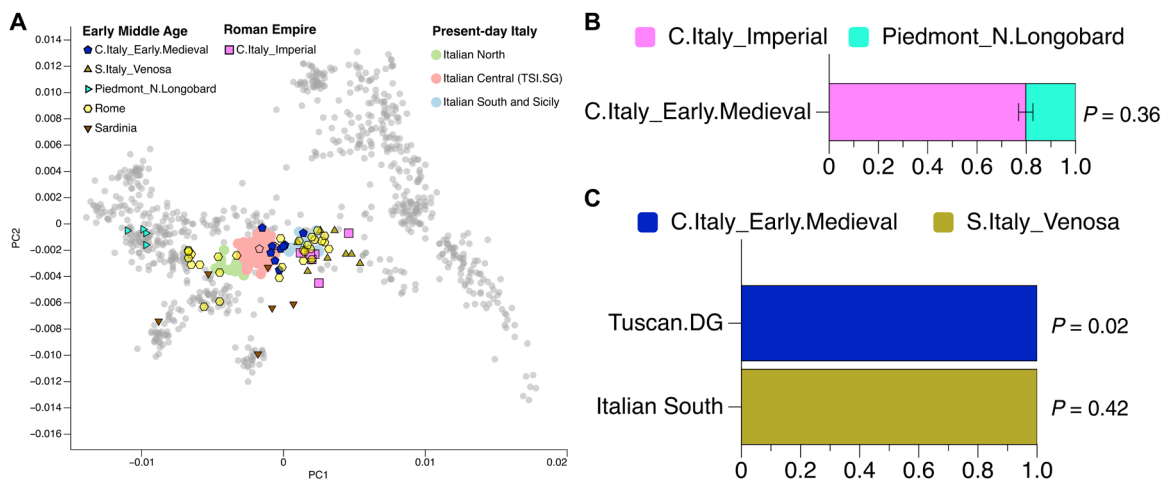 A
Early Middle Age
C.Italy_Early.Medieval
S.Italy_Venosa
Piedmont_N.Longobard
Rome
Sardinia
Roman Empire
C.Italy_Imperial
Present-day Italy
Italian North
Italian Central (TSI.SG)
Italian South and Sicily
0.014
0.012
0.010
0.008
0.006
0.004
0.002
0
−0.002
−0.004
−0.006
−0.008
−0.010
−0.012
−0.014
−0.016
PC2
−0.01 0 0.01 0.02
PC1
B
C.Italy_Imperial Piedmont_N.Longobard
C.Italy_Early.Medieval P = 0.36
0 0.2 0.4 0.6 0.8 1.0
C
C.Italy_Early.Medieval S.Italy_Venosa
Tuscan.DG P = 0.02
Italian South P = 0.42
0 0.2 0.4 0.6 0.8 1.0